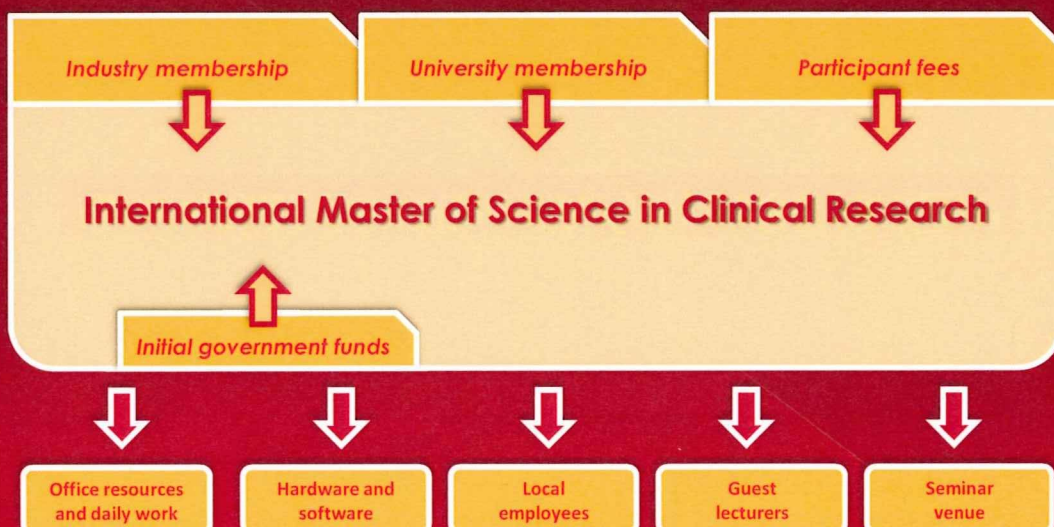 Industry membership
University membership
Participant fees
International Master of Science in Clinical Research
Initial government funds
Office resources
and daily work
Hardware and
software
Local
employees
Guest
lecturers
Seminar
venue